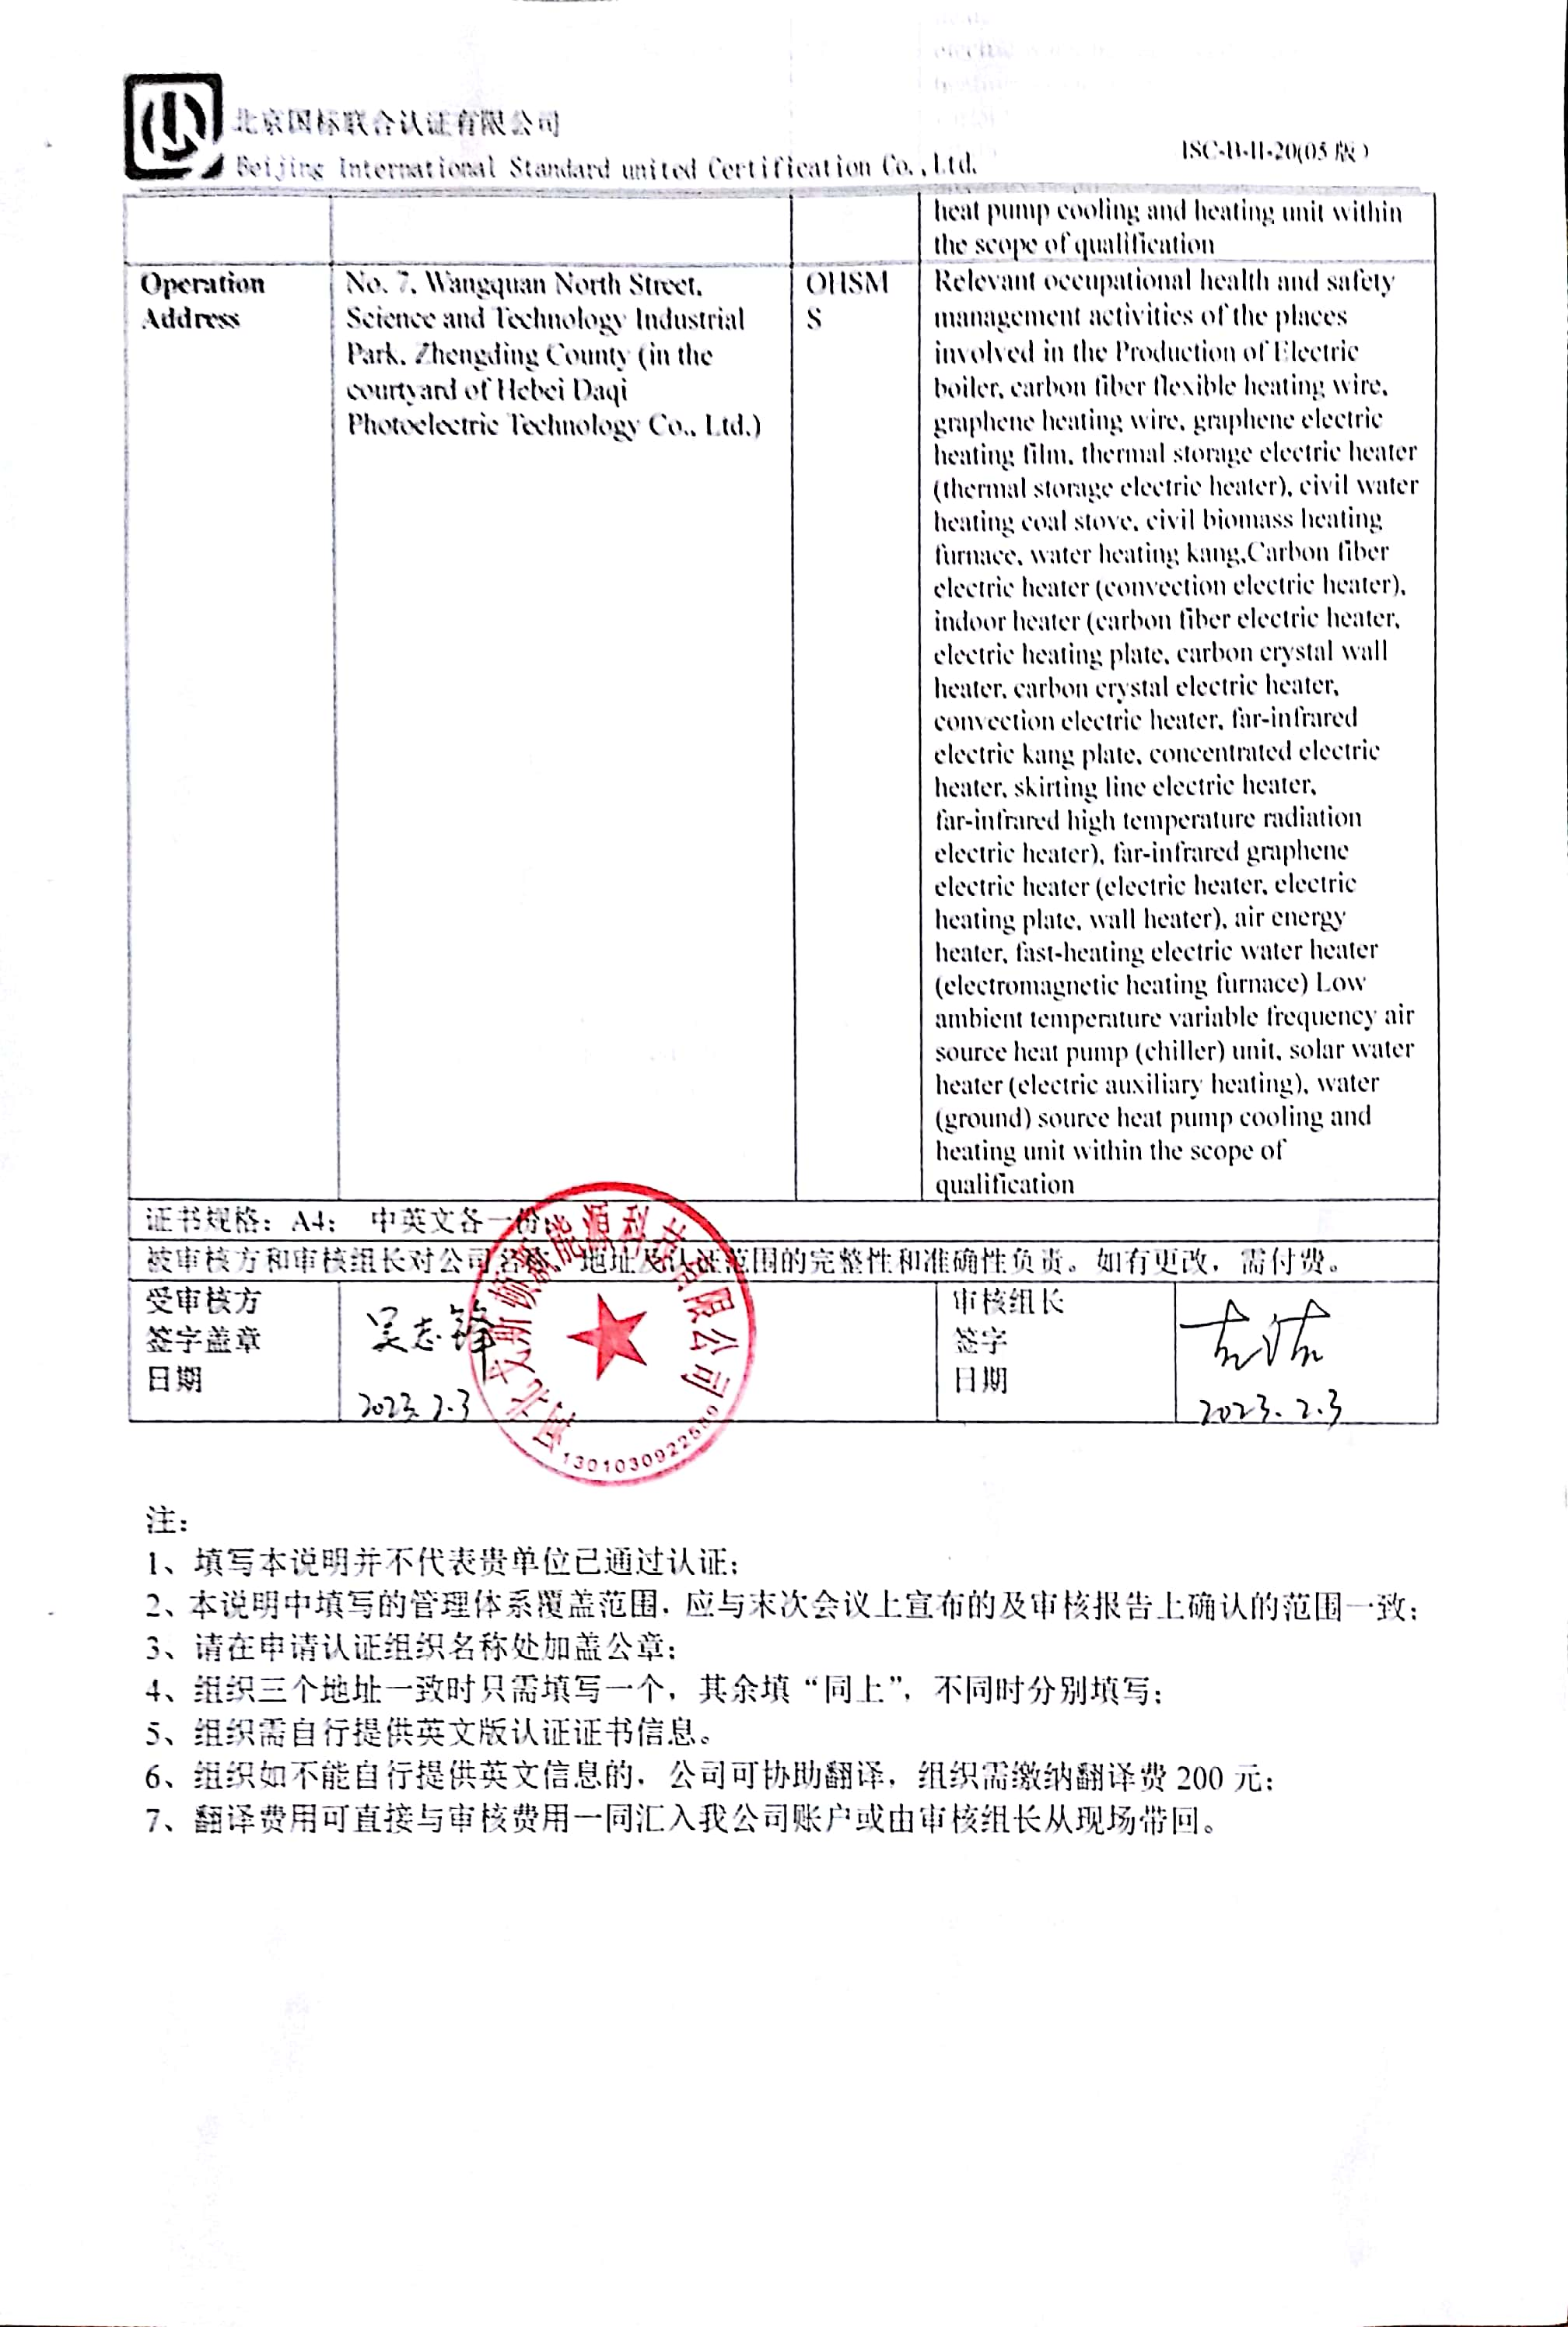 北京国标联合认证有限公司
Beijing International Standard united Certification Co.,Ltd.
ISC-B-II-20(05版)
heat pump cooling and heating unit within
the scope of qualification
Operation
Address
No. 7, Wangquan North Street,
Science and Technology Industrial
Park, Zhengding County (in the
courtyard of Hebei Daqi
Photoelectric Technology Co., Ltd.)
OHSM
S
Relevant occupational health and safety
management activities of the places
involved in the Production of Electric
boiler, carbon fiber flexible heating wire,
graphene heating wire, graphene electric
heating film, thermal storage electric heater
(thermal storage electric heater), civil water
heating coal stove, civil biomass heating
furnace, water heating kang,Carbon fiber
electric heater (convection electric heater),
indoor heater (carbon fiber electric heater,
electric heating plate, carbon crystal wall
heater, carbon crystal electric heater,
convection electric heater, far-infrared
electric kang plate, concentrated electric
heater, skirting line electric heater,
far-infrared high temperature radiation
electric heater), far-infrared graphene
electric heater (electric heater, electric
heating plate, wall heater), air energy
heater, fast-heating electric water heater
(electromagnetic heating furnace) Low
ambient temperature variable frequency air
source heat pump (chiller) unit, solar water
heater (electric auxiliary heating), water
(ground) source heat pump cooling and
heating unit within the scope of
qualification
证书规格：A4； 中英文各一份；
被审核方和审核组长对公司名称、地址及认证范围的完整性和准确性负责。如有更改，需付费。
受审核方
签字盖章
日期
吴志锋
2023.2.3
河北艾斯顿新能源科技有限公司
1301030922589
审核组长
签字
日期
2023.2.3
注：
1、填写本说明并不代表贵单位已通过认证；
2、本说明中填写的管理体系覆盖范围，应与末次会议上宣布的及审核报告上确认的范围一致；
3、请在申请认证组织名称处加盖公章；
4、组织三个地址一致时只需填写一个，其余填“同上”，不同时分别填写；
5、组织需自行提供英文版认证证书信息。
6、组织如不能自行提供英文信息的，公司可协助翻译，组织需缴纳翻译费 200 元；
7、翻译费用可直接与审核费用一同汇入我公司账户或由审核组长从现场带回。